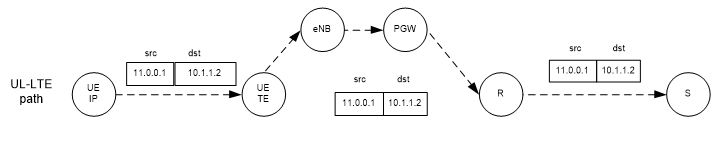 eNB
PGW
src dst
11.0.0.1 10.1.1.2
src dst
11.0.0.1 10.1.1.2
UL-LTE
path
UE
IP
UE
TE
src dst
11.0.0.1 10.1.1.2
R
S